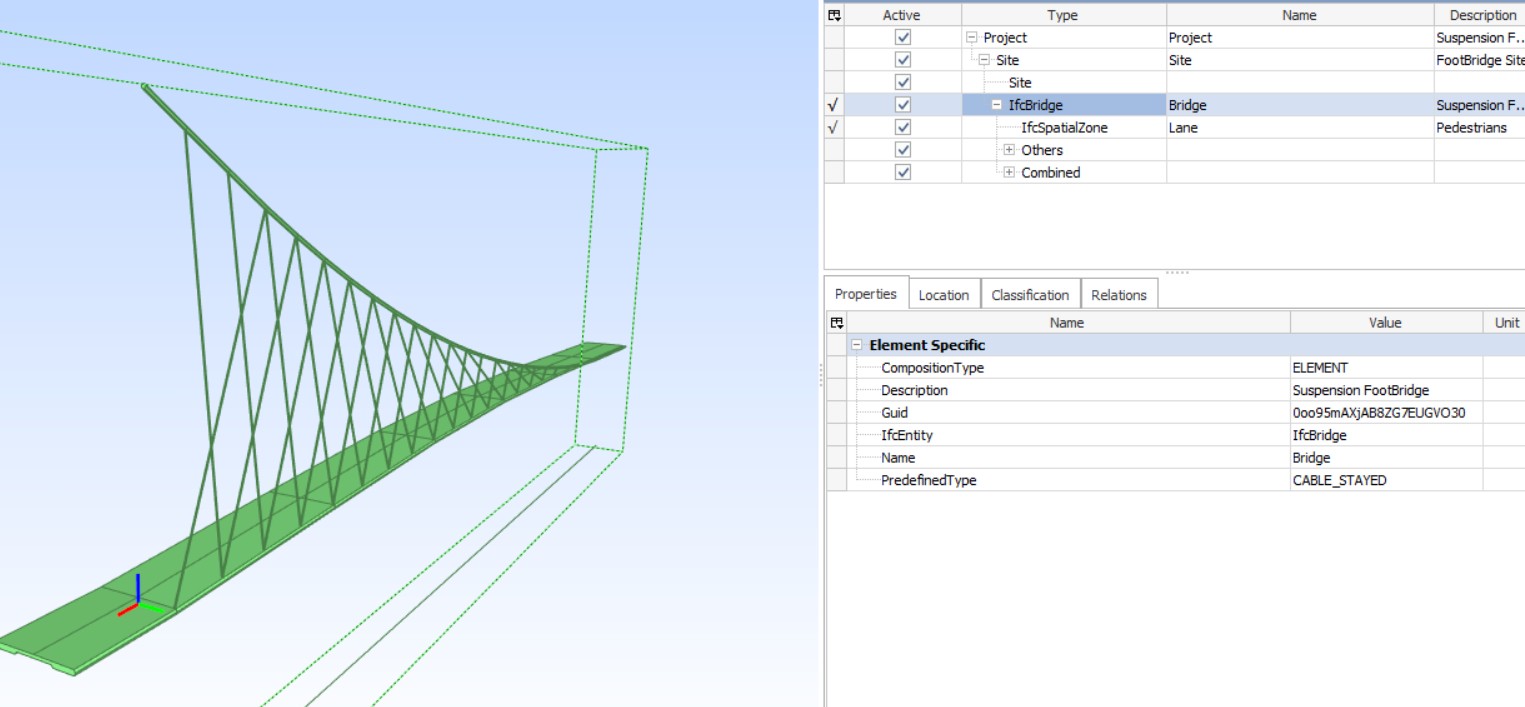 Active Type Name Description
Project Project Suspension F...
Site Site FootBridge Site
Site
√ IfcBridge Bridge Suspension F...
√ IfcSpatialZone Lane Pedestrians
Others
Combined
Properties Location Classification Relations
Name Value Unit
Element Specific
CompositionType ELEMENT
Description Suspension FootBridge
Guid 0oo95mAXjAB8ZG7EUGVO30
IfcEntity IfcBridge
Name Bridge
PredefinedType CABLE_STAYED